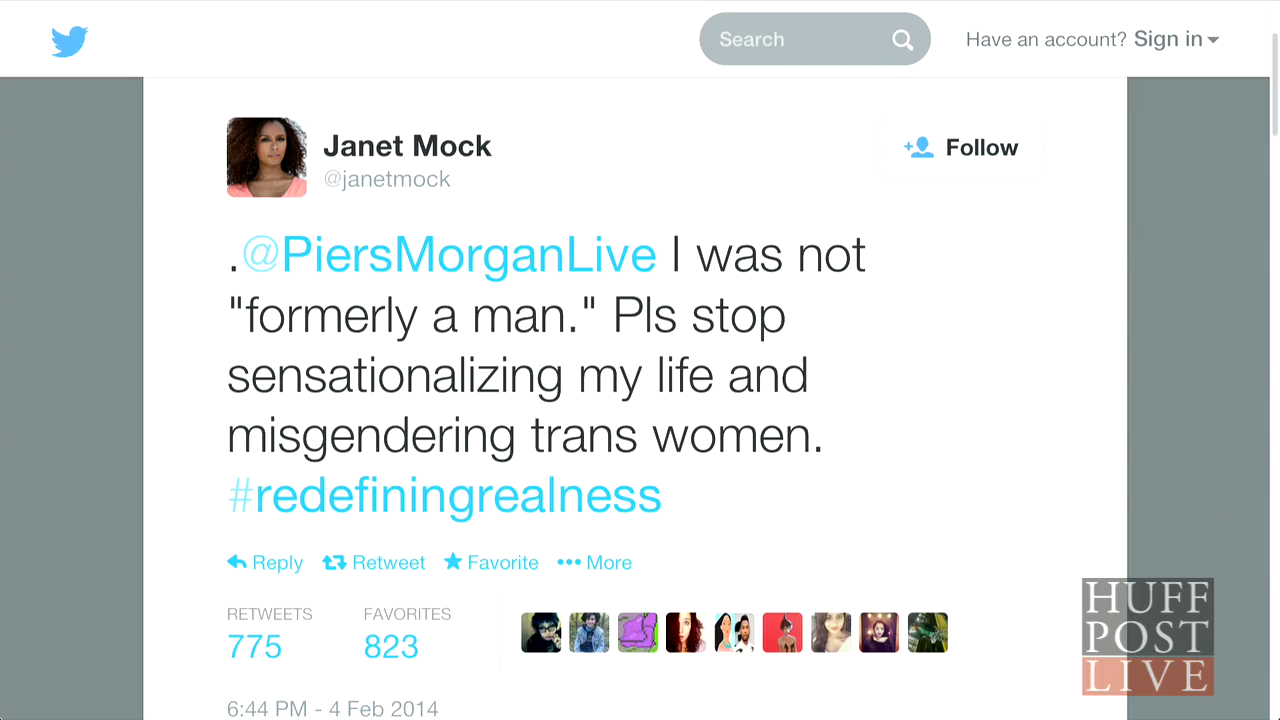 Search
Have an account? Sign in
Janet Mock
@janetmock
Follow
.@PiersMorganLive I was not
"formerly a man." Pls stop
sensationalizing my life and
misgendering trans women.
#redefiningrealness
Reply Retweet Favorite More
RETWEETS FAVORITES
775 823
6:44 PM - 4 Feb 2014
HUFF
POST
LIVE